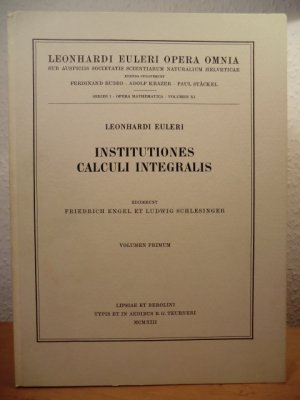 LEONHARDI EULERI OPERA OMNIA
SUB AUSPICIIS SOCIETATIS SCIENTIARUM NATURALIUM HELVETICAE
EDENDA CURAVERUNT
FERDINAND RUDIO · ADOLF KRAZER · PAUL STÄCKEL
SERIES I · OPERA MATHEMATICA · VOLUMEN XI
LEONHARDI EULERI
INSTITUTIONES
CALCULI INTEGRALIS
EDIDERUNT
FRIEDRICH ENGEL ET LUDWIG SCHLESINGER
VOLUMEN PRIMUM
LIPSIAE ET BEROLINI
TYPIS ET IN AEDIBUS B. G. TEUBNERI
MCMXIII